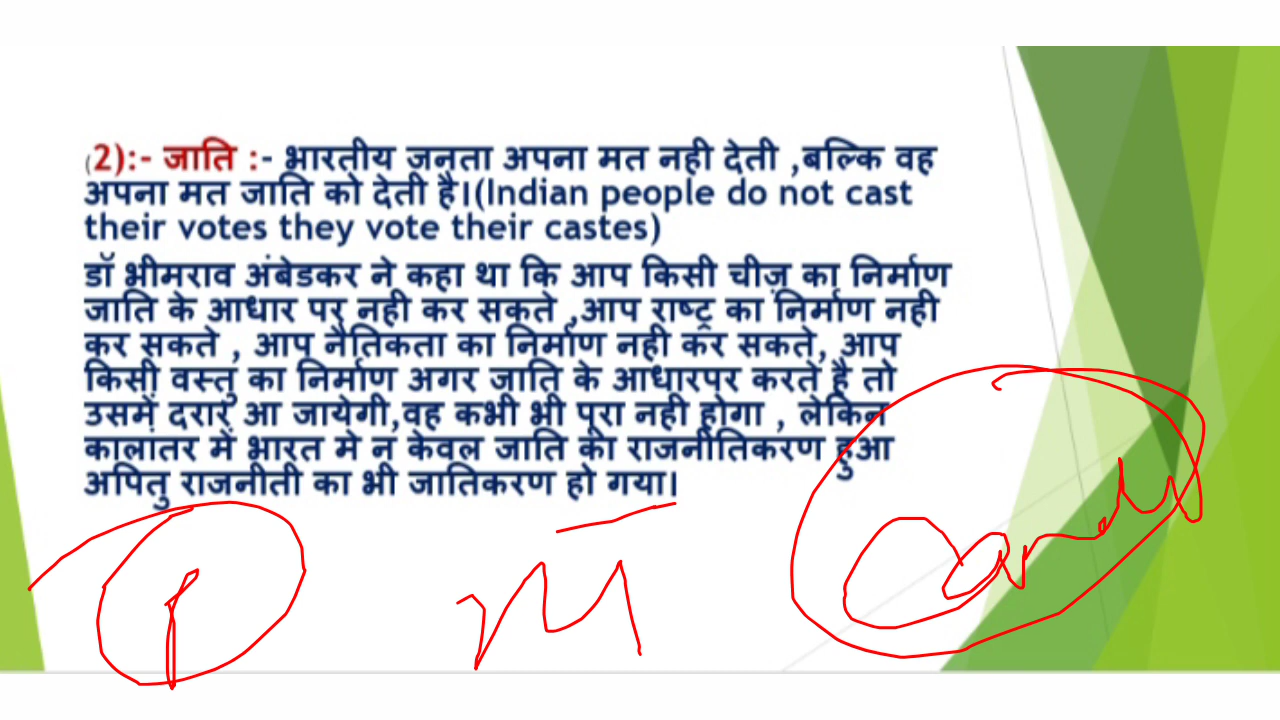 (2):- जाति :- भारतीय जनता अपना मत नही देती ,बल्कि वह
अपना मत जाति को देती है।(Indian people do not cast
their votes they vote their castes)
डॉ भीमराव अंबेडकर ने कहा था कि आप किसी चीज़ का निर्माण
जाति के आधार पर नही कर सकते ,आप राष्ट्र का निर्माण नही
कर सकते , आप नैतिकता का निर्माण नही कर सकते, आप
किसी वस्तु का निर्माण अगर जाति के आधारपर करते है तो
उसमें दरार आ जायेगी,वह कभी भी पूरा नही होगा , लेकिन
कालांतर में भारत मे न केवल जाति का राजनीतिकरण हुआ
अपितु राजनीती का भी जातिकरण हो गया।
P M